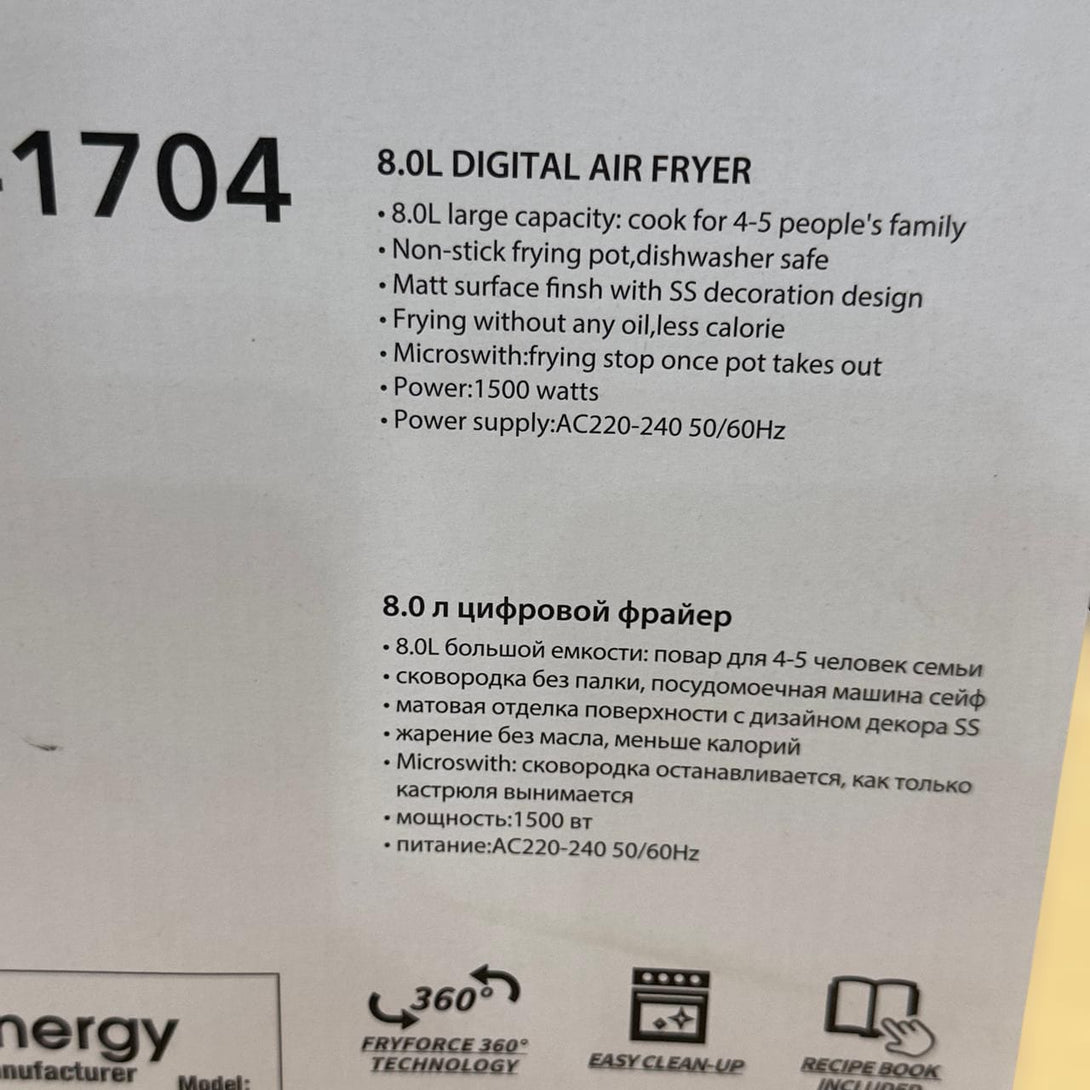 -1704
8.0L DIGITAL AIR FRYER
• 8.0L large capacity: cook for 4-5 people's family
• Non-stick frying pot,dishwasher safe
• Matt surface finsh with SS decoration design
• Frying without any oil,less calorie
• Microswith:frying stop once pot takes out
• Power:1500 watts
• Power supply:AC220-240 50/60Hz
8.0 л цифровой фрайер
• 8.0L большой емкости: повар для 4-5 человек семьи
• сковородка без палки, посудомоечная машина сейф
• матовая отделка поверхности с дизайном декора SS
• жарение без масла, меньше калорий
• Microswith: сковородка останавливается, как только
кастрюля вынимается
• мощность:1500 вт
• питание:AC220-240 50/60Hz
360°
FRYFORCE 360°
TECHNOLOGY
EASY CLEAN-UP
RECIPE BOOK
INCLUDED
nergy
nufacturer
Model: